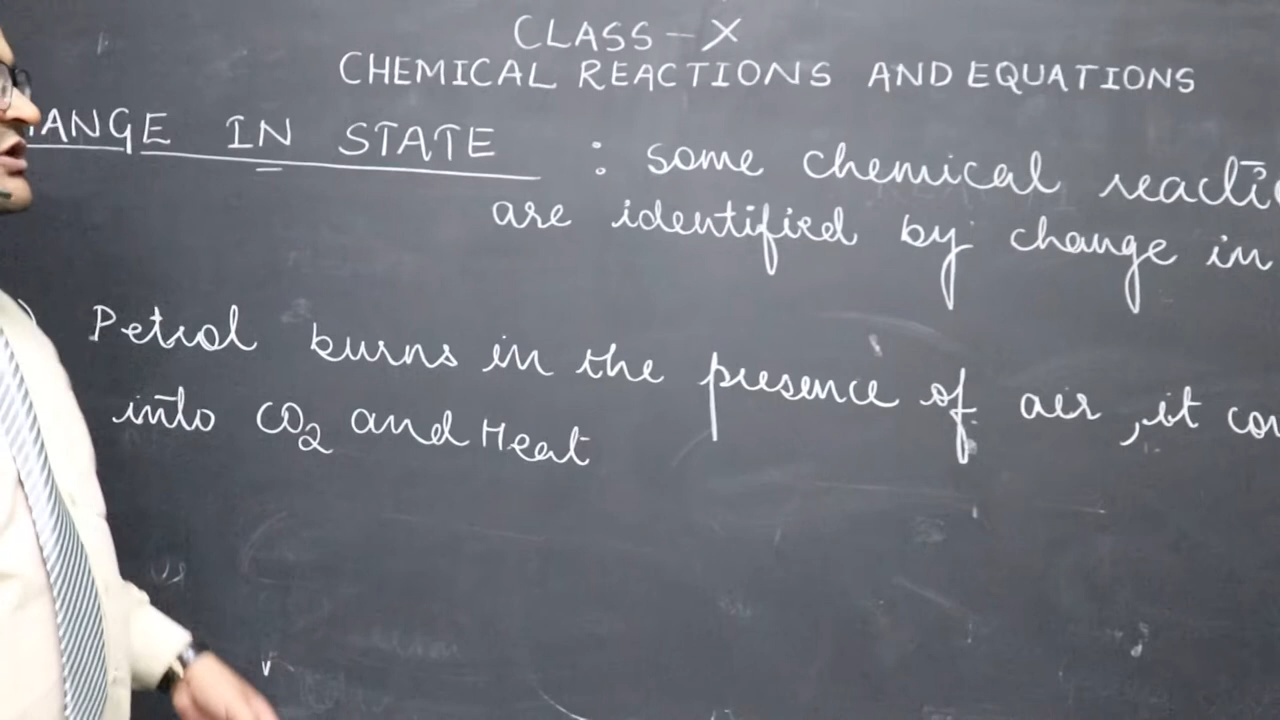 CLASS - X
CHEMICAL REACTIONS AND EQUATIONS
ANGE IN STATE : some chemical reacti
are identified by change in
Petrol burns in the presence of air, it con
into CO₂ and Heat